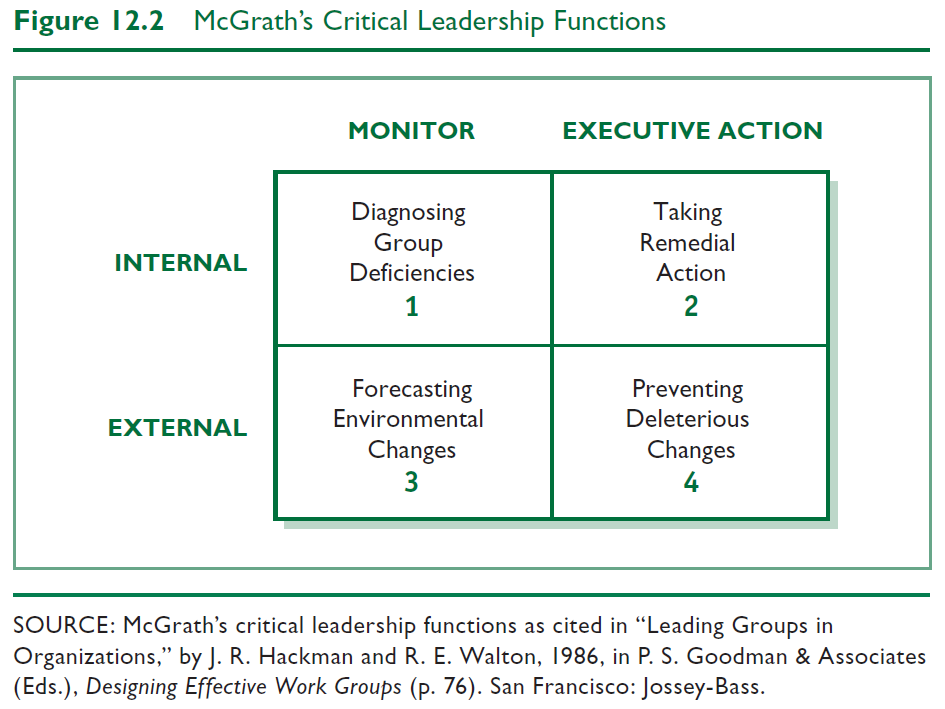 Figure 12.2 McGrath’s Critical Leadership Functions
MONITOR
EXECUTIVE ACTION
INTERNAL
Diagnosing
Group
Deficiencies
1
Taking
Remedial
Action
2
EXTERNAL
Forecasting
Environmental
Changes
3
Preventing
Deleterious
Changes
4
SOURCE: McGrath’s critical leadership functions as cited in “Leading Groups in
Organizations,” by J. R. Hackman and R. E. Walton, 1986, in P. S. Goodman & Associates
(Eds.), Designing Effective Work Groups (p. 76). San Francisco: Jossey-Bass.